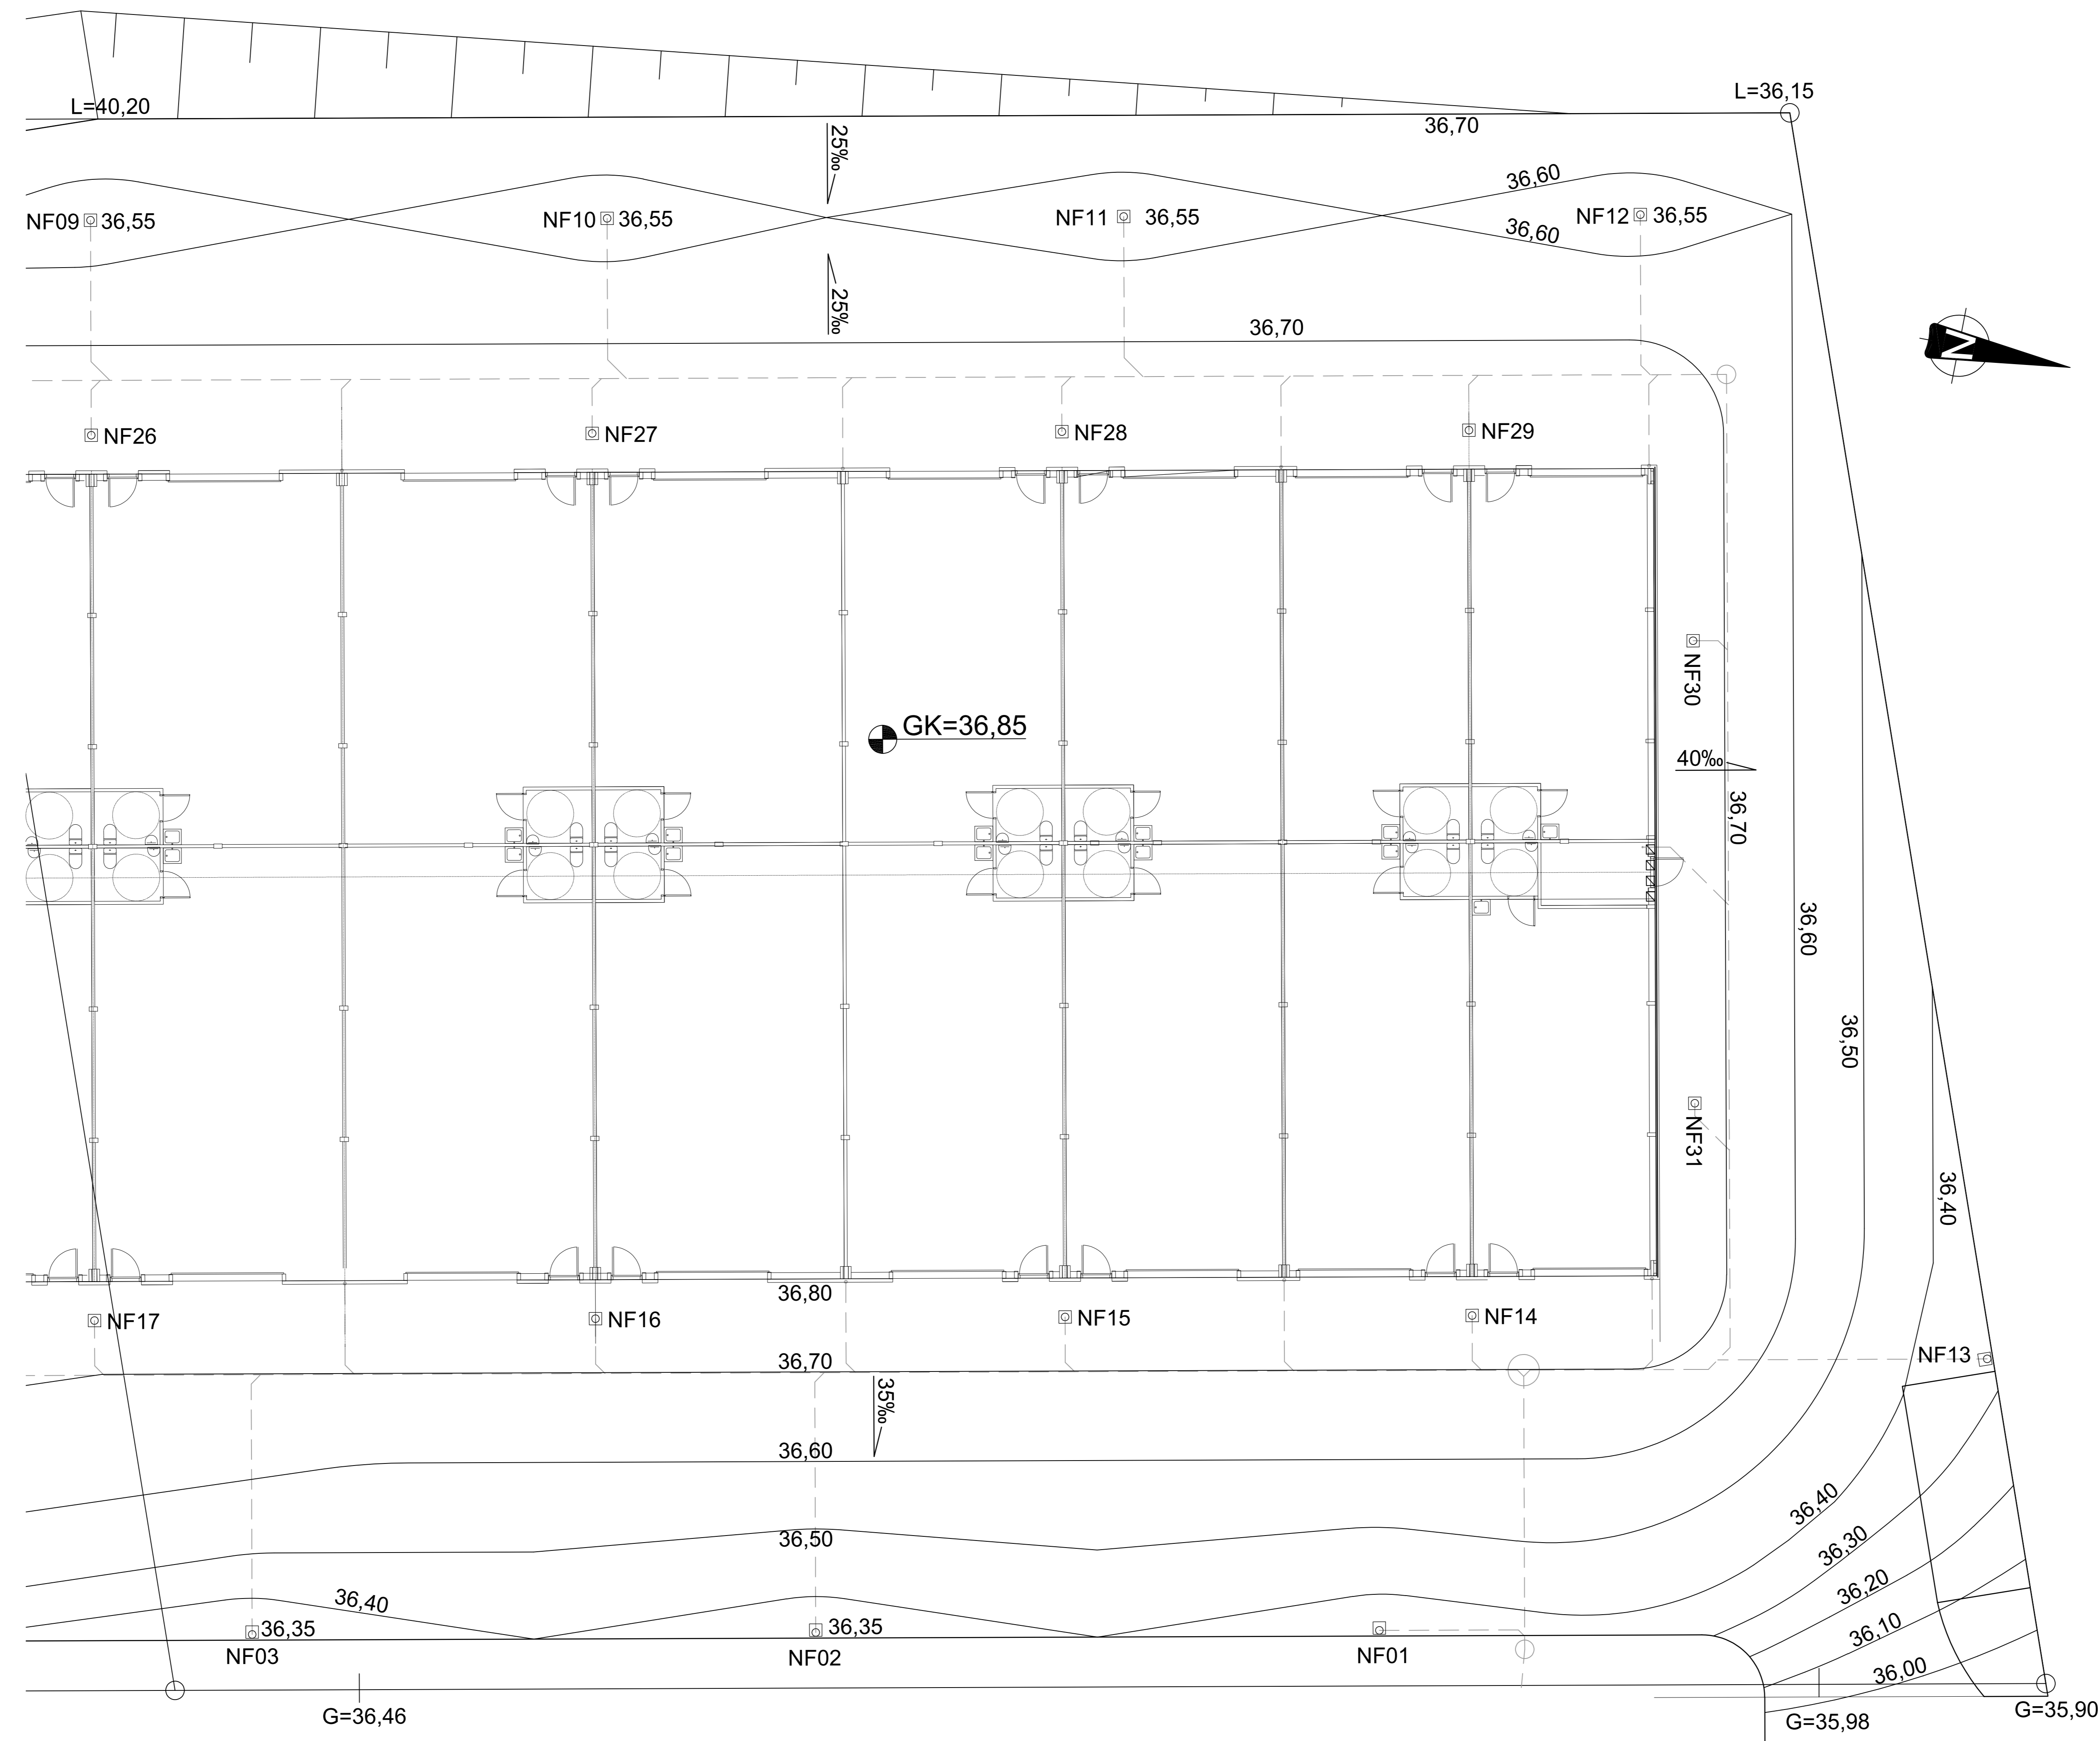 L=40,20
L=36,15
36,70
25‰
36,60
NF09 36,55
NF10 36,55
NF11 36,55
NF12 36,55
36,60
25‰
36,70
N
NF26
NF27
NF28
NF29
NF30
GK=36,85
40‰
36,70
36,60
36,50
NF31
36,40
36,80
NF17
NF16
NF15
NF14
NF13
36,70
35‰
36,60
36,40
36,50
36,30
36,40
36,20
36,35
36,35
36,10
NF03
NF02
NF01
36,00
G=36,46
G=35,98
G=35,90